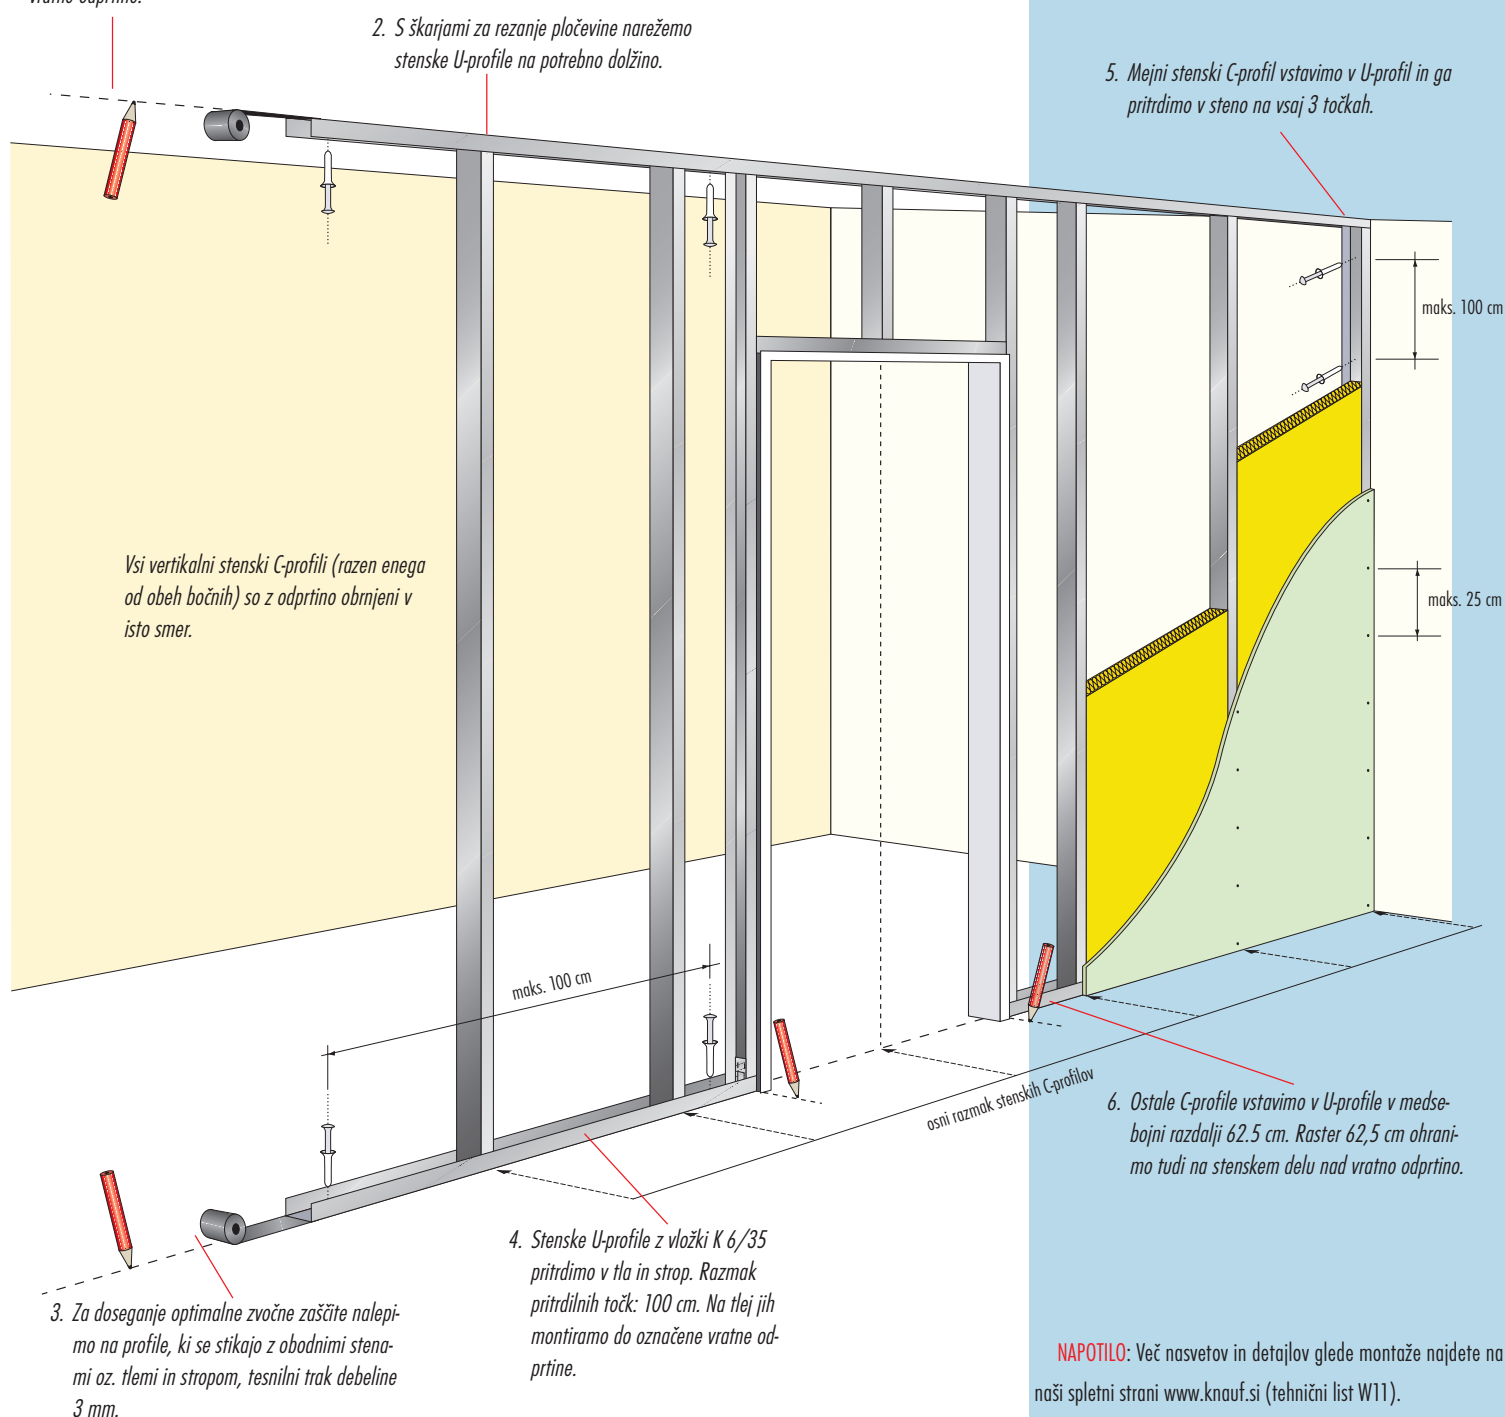 vratno odprtino.
2. S škarjami za rezanje pločevine narežemo
stenske U-profile na potrebno dolžino.
5. Mejni stenski C-profil vstavimo v U-profil in ga
pritrdimo v steno na vsaj 3 točkah.
maks. 100 cm
Vsi vertikalni stenski C-profili (razen enega
od obeh bočnih) so z odprtino obrnjeni v
isto smer.
maks. 25 cm
maks. 100 cm
osni razmak stenskih C-profilov
6. Ostale C-profile vstavimo v U-profile v medse-
bojni razdalji 62.5 cm. Raster 62,5 cm ohrani-
mo tudi na stenskem delu nad vratno odprtino.
4. Stenske U-profile z vložki K 6/35
pritrdimo v tla in strop. Razmak
pritrdilnih točk: 100 cm. Na tlej jih
montiramo do označene vratne od-
prtine.
3. Za doseganje optimalne zvočne zaščite nalepi-
mo na profile, ki se stikajo z obodnimi stena-
mi oz. tlemi in stropom, tesnilni trak debeline
3 mm.
NAPOTILO: Več nasvetov in detajlov glede montaže najdete na
naši spletni strani www.knauf.si (tehnični list W11).